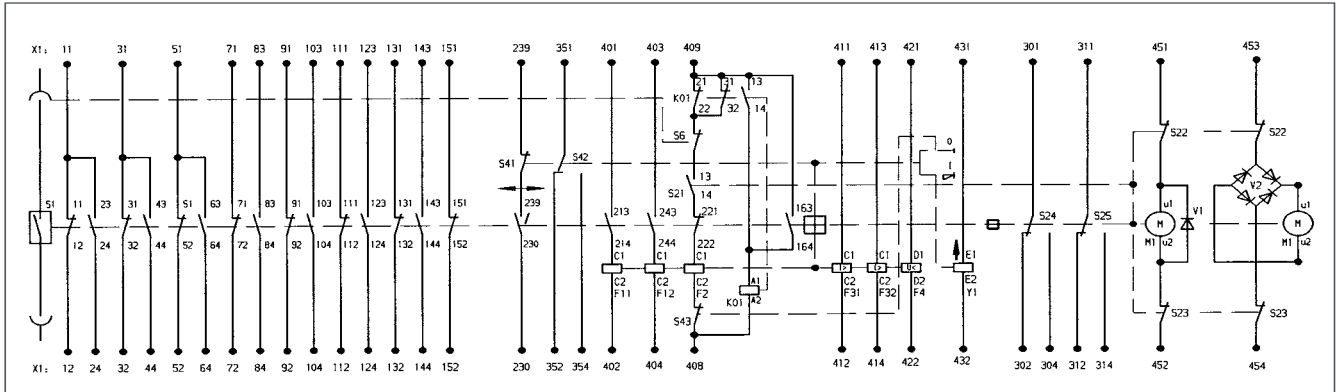 X1: 11 31 51 71 83 91 103 111 123 131 143 151 239 351 401 403 409 411 413 421 431 301 311 451 453
21 31 13
K01
22 32 14
S6
S22 S22
O
I
S41 S42
V2
13
S21 14
S1 11 23 31 43 51 63 71 83 91 103 111 123 131 143 151 239 213 243 221 163 S24 S25 u1 V1 u1
M M
12 24 32 44 52 64 72 84 92 104 112 124 132 144 152 230 214 244 222 164 M1 u2 M1 u2
C1 C1 C1 C1 C1 D1 E1
I> I> U<
C2 C2 C2 A1 C2 C2 D2 E2
F11 F12 F2 K01 A2 F31 F32 F4 Y1
S43 S23 S23
X1: 12 24 32 44 52 64 72 84 92 104 112 124 132 144 152 230 352 354 402 404 408 412 414 422 432 302 304 312 314 452 454